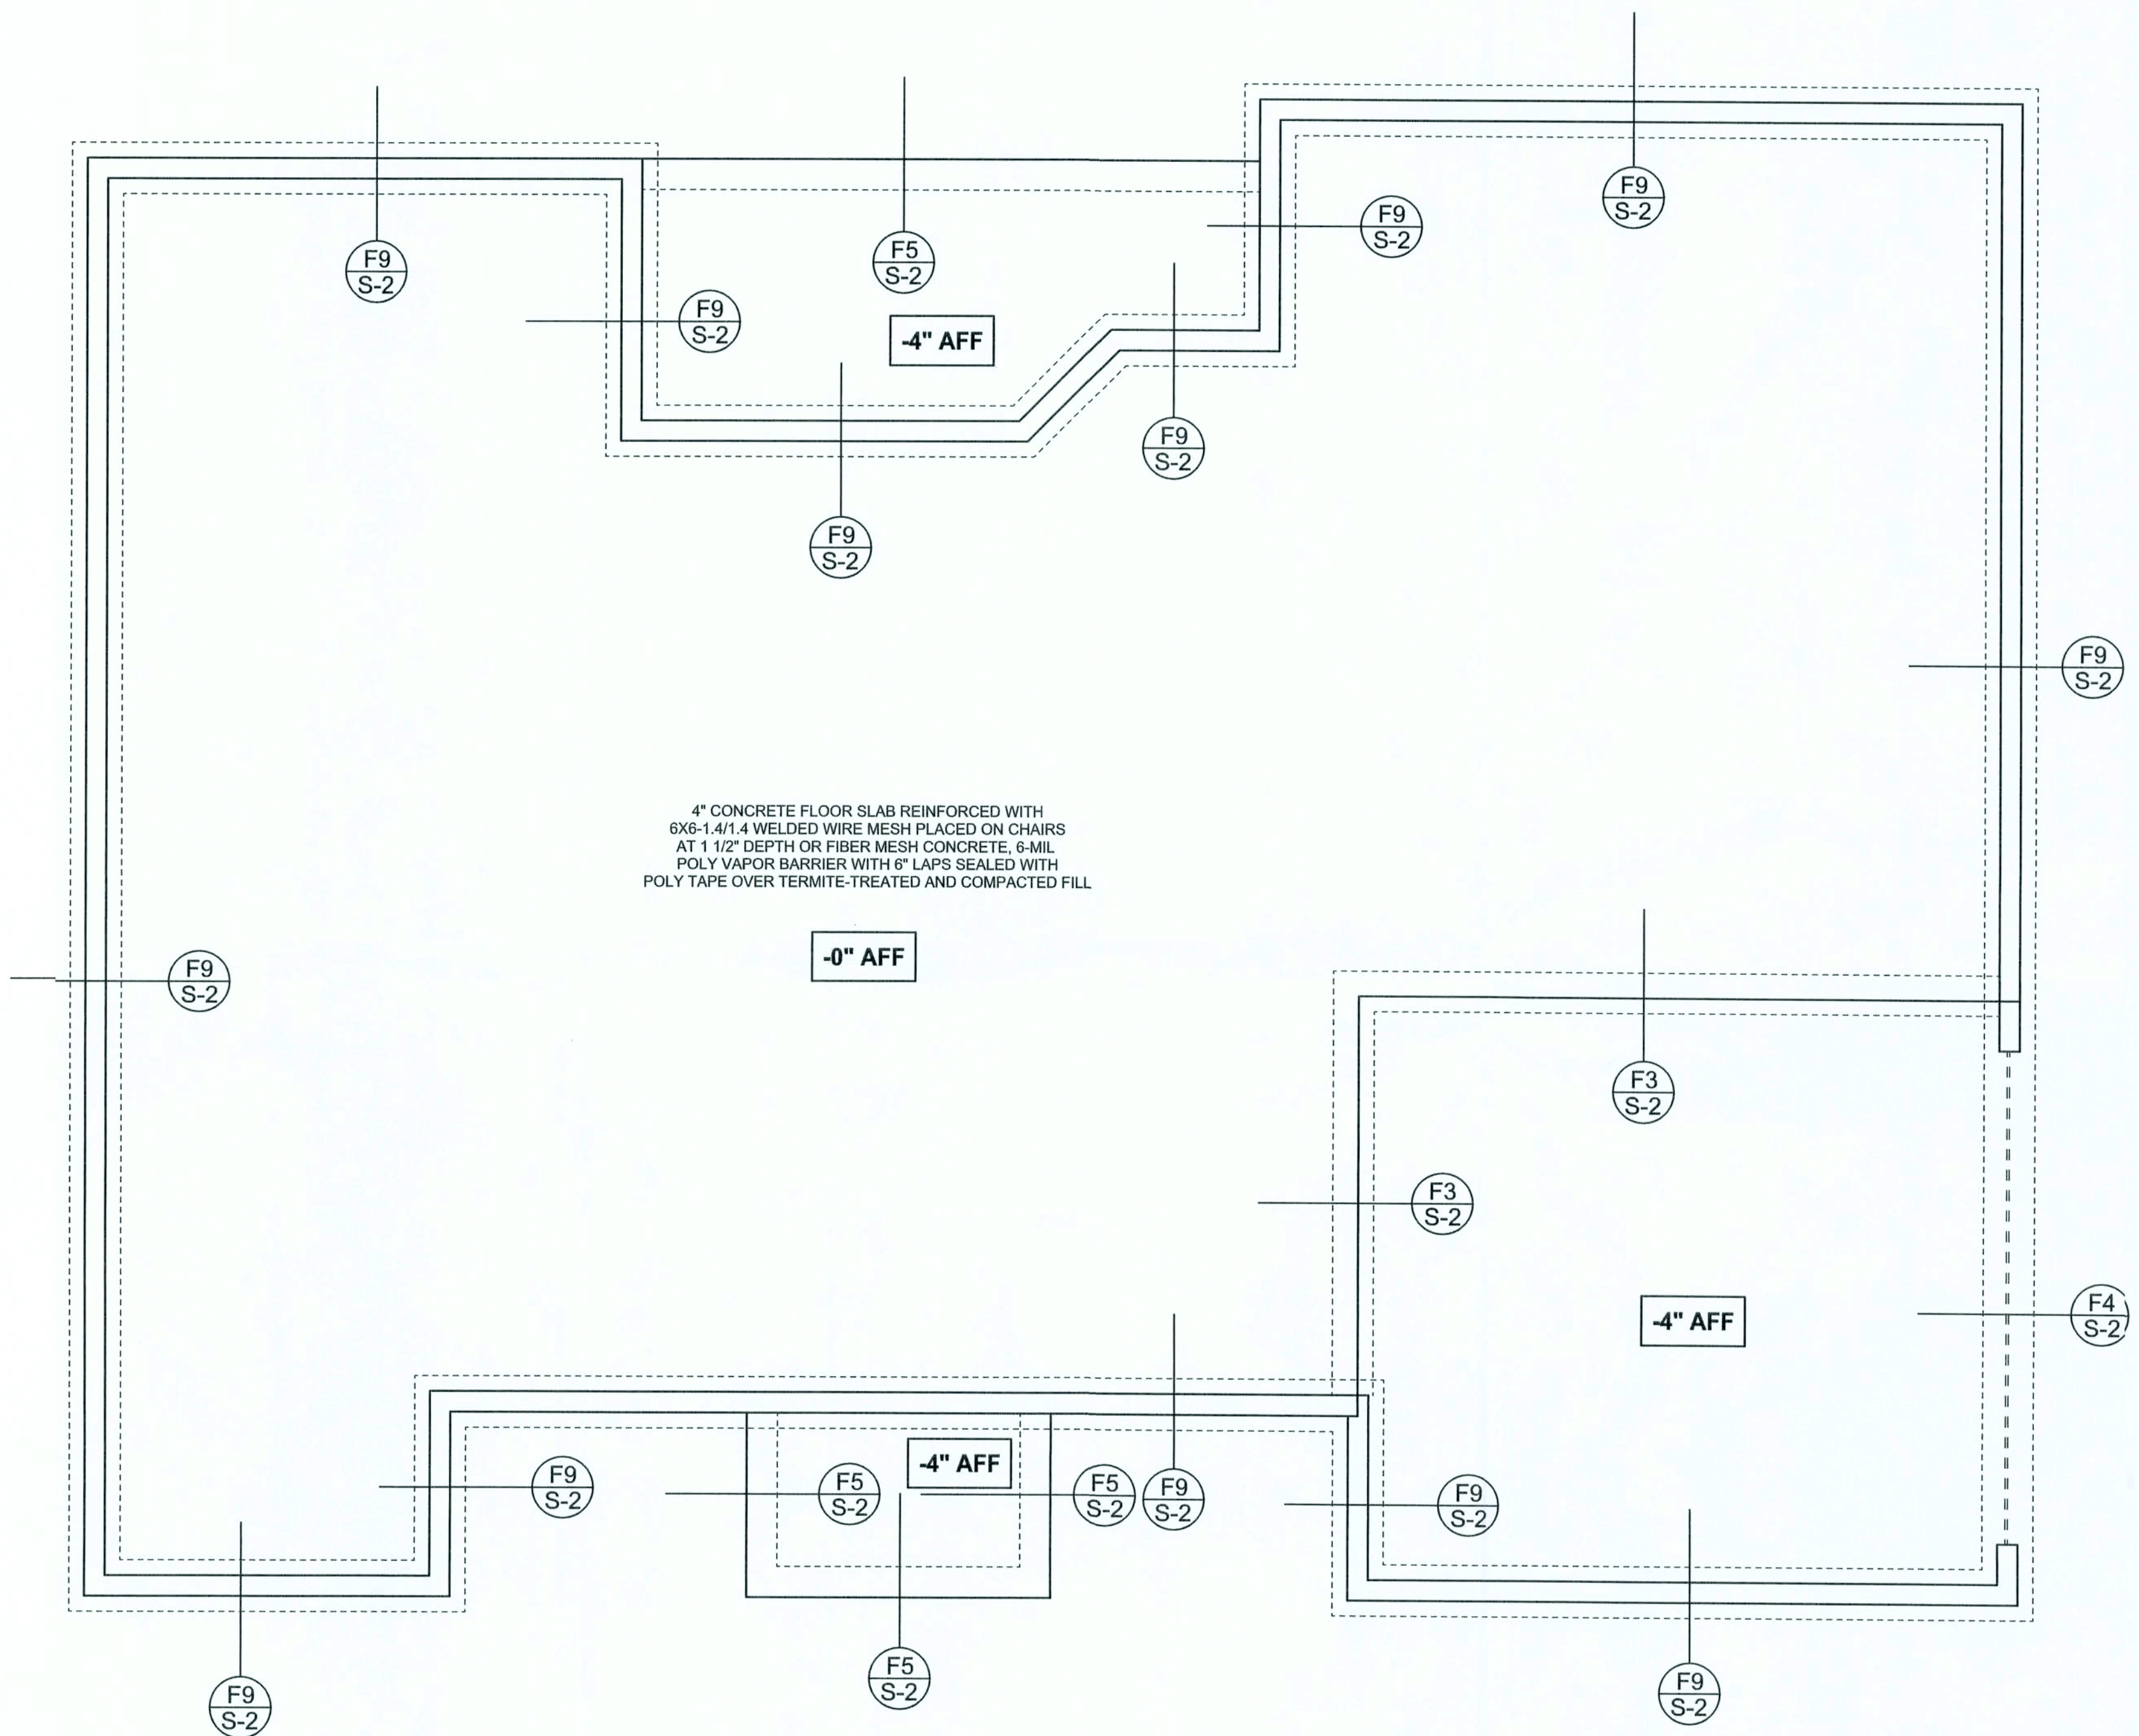 F9
S-2
F9
S-2
F5
S-2
F9
S-2
F9
S-2
-4" AFF
F9
S-2
F9
S-2
F9
S-2
4" CONCRETE FLOOR SLAB REINFORCED WITH
6X6-1.4/1.4 WELDED WIRE MESH PLACED ON CHAIRS
AT 1 1/2" DEPTH OR FIBER MESH CONCRETE, 6-MIL
POLY VAPOR BARRIER WITH 6" LAPS SEALED WITH
POLY TAPE OVER TERMITE-TREATED AND COMPACTED FILL
-0" AFF
F9
S-2
F3
S-2
F3
S-2
-4" AFF
F4
S-2
-4" AFF
F9
S-2
F5
S-2
F5
S-2
F9
S-2
F9
S-2
F5
S-2
F9
S-2
F9
S-2